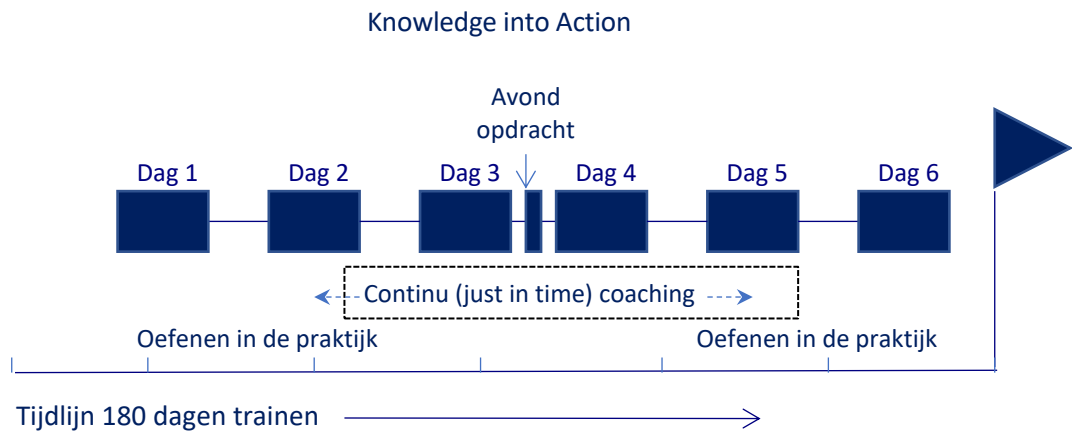 Knowledge into Action
Avond
opdracht
Dag 1
Dag 2
Dag 3
Dag 4
Dag 5
Dag 6
Continu (just in time) coaching
Oefenen in de praktijk
Oefenen in de praktijk
Tijdlijn 180 dagen trainen